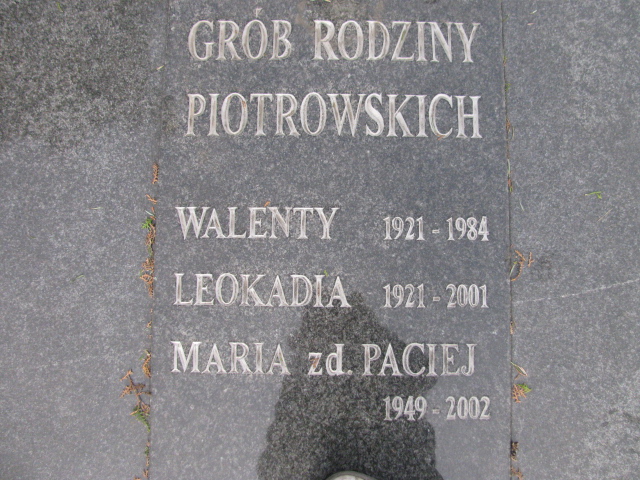 GRÓB RODZINY
PIOTROWSKICH
WALENTY 1921 - 1984
LEOKADIA 1921 - 2001
MARIA zd. PACIEJ
1949 - 2002